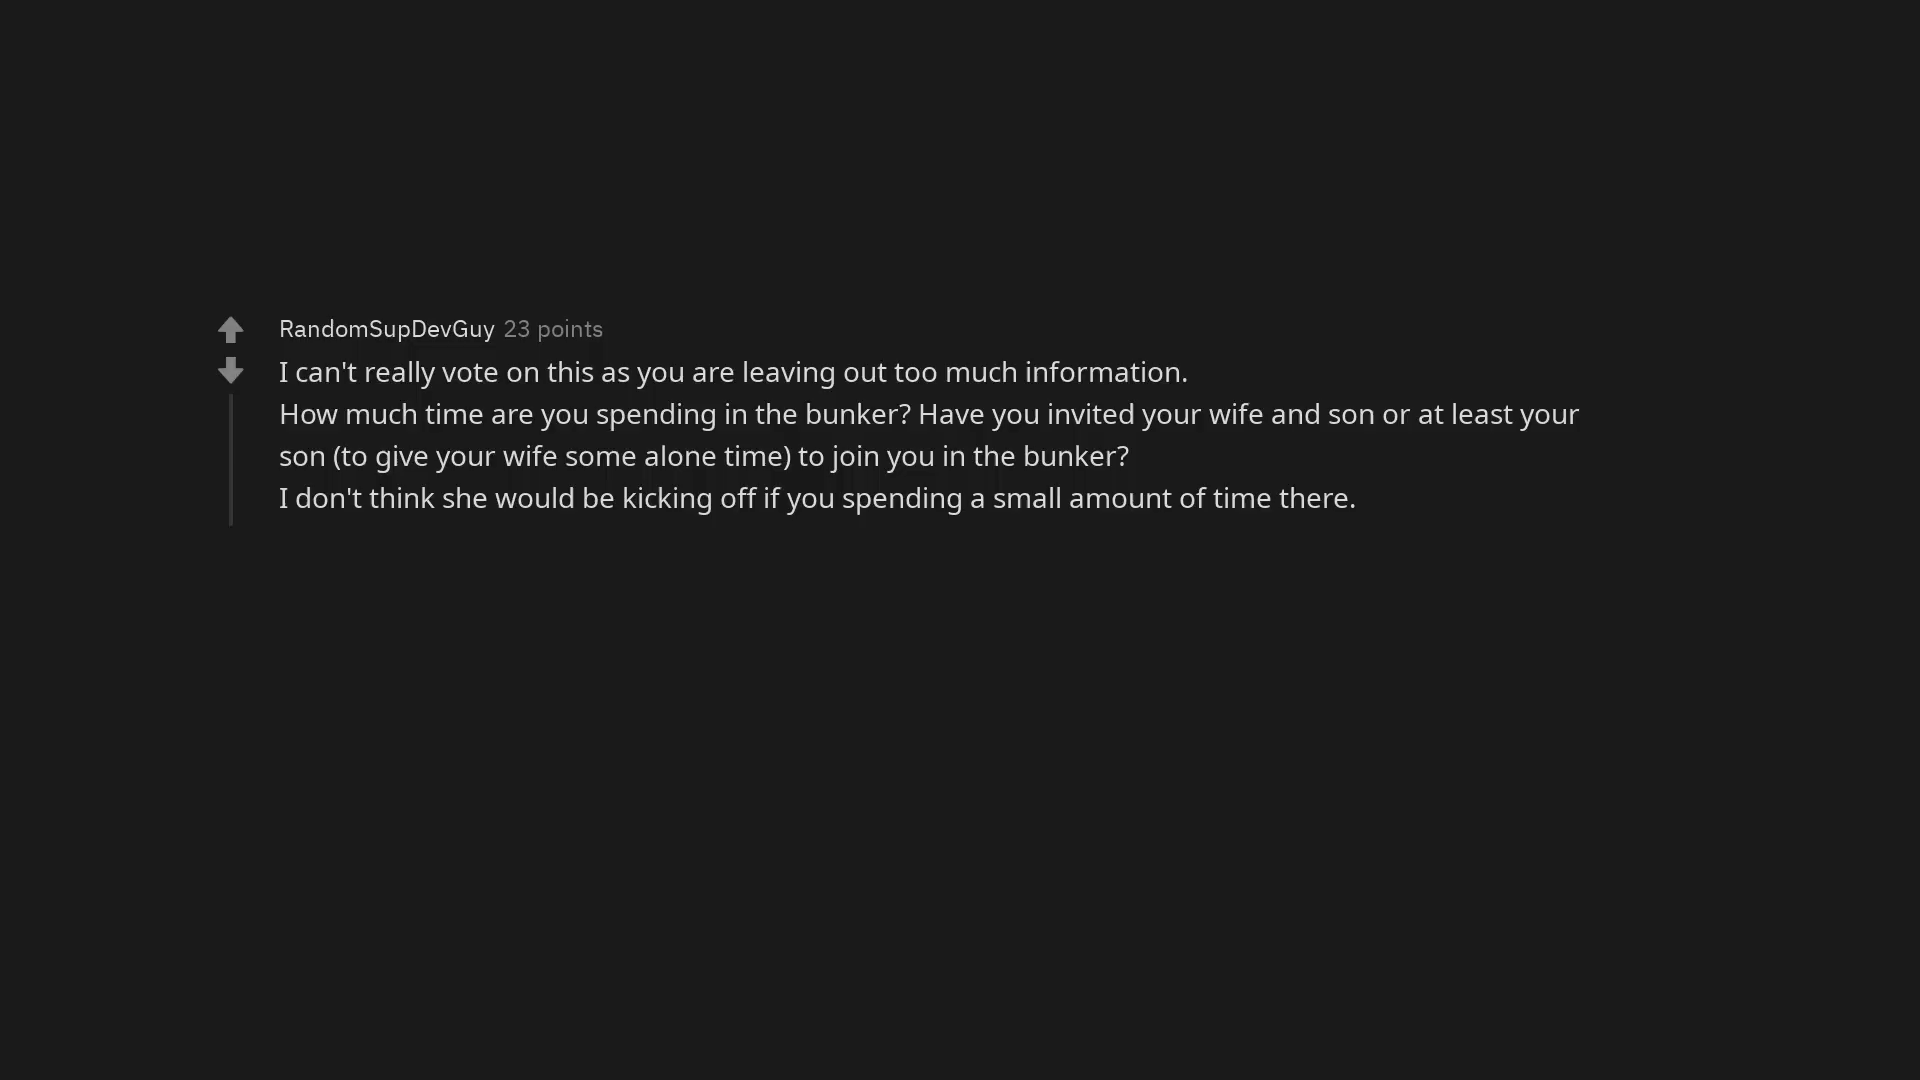 RandomSupDevGuy 23 points
I can't really vote on this as you are leaving out too much information.
How much time are you spending in the bunker? Have you invited your wife and son or at least your
son (to give your wife some alone time) to join you in the bunker?
I don't think she would be kicking off if you spending a small amount of time there.